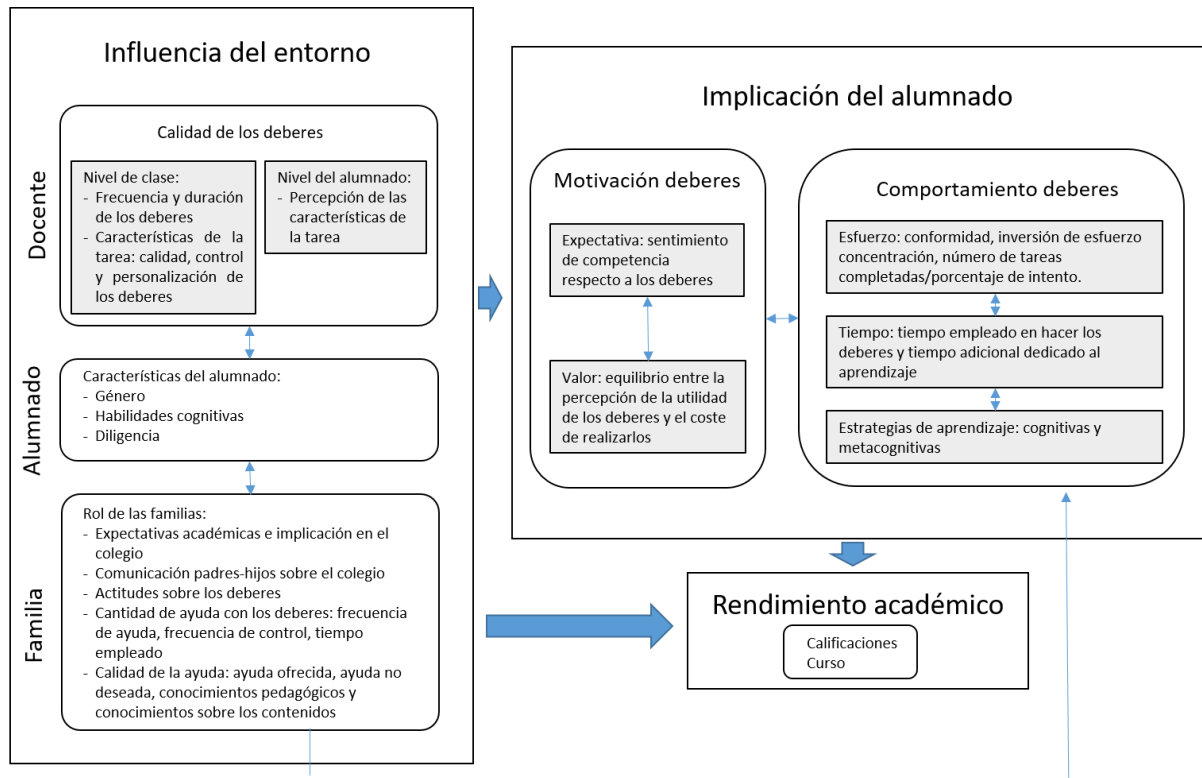 Influencia del entorno
Docente
Calidad de los deberes
Nivel de clase:
- Frecuencia y duración
de los deberes
- Características de la
tarea: calidad, control
y personalización de
los deberes
Nivel del alumnado:
- Percepción de las
características de
la tarea
Alumnado
Características del alumnado:
- Género
- Habilidades cognitivas
- Diligencia
Familia
Rol de las familias:
- Expectativas académicas e implicación en el
colegio
- Comunicación padres-hijos sobre el colegio
- Actitudes sobre los deberes
- Cantidad de ayuda con los deberes: frecuencia
de ayuda, frecuencia de control, tiempo
empleado
- Calidad de la ayuda: ayuda ofrecida, ayuda no
deseada, conocimientos pedagógicos y
conocimientos sobre los contenidos
Implicación del alumnado
Motivación deberes
Expectativa: sentimiento
de competencia
respecto a los deberes
Valor: equilibrio entre la
percepción de la utilidad
de los deberes y el coste
de realizarlos
Comportamiento deberes
Esfuerzo: conformidad, inversión de esfuerzo
concentración, número de tareas
completadas/porcentaje de intento.
Tiempo: tiempo empleado en hacer los
deberes y tiempo adicional dedicado al
aprendizaje
Estrategias de aprendizaje: cognitivas y
metacognitivas
Rendimiento académico
Calificaciones
Curso